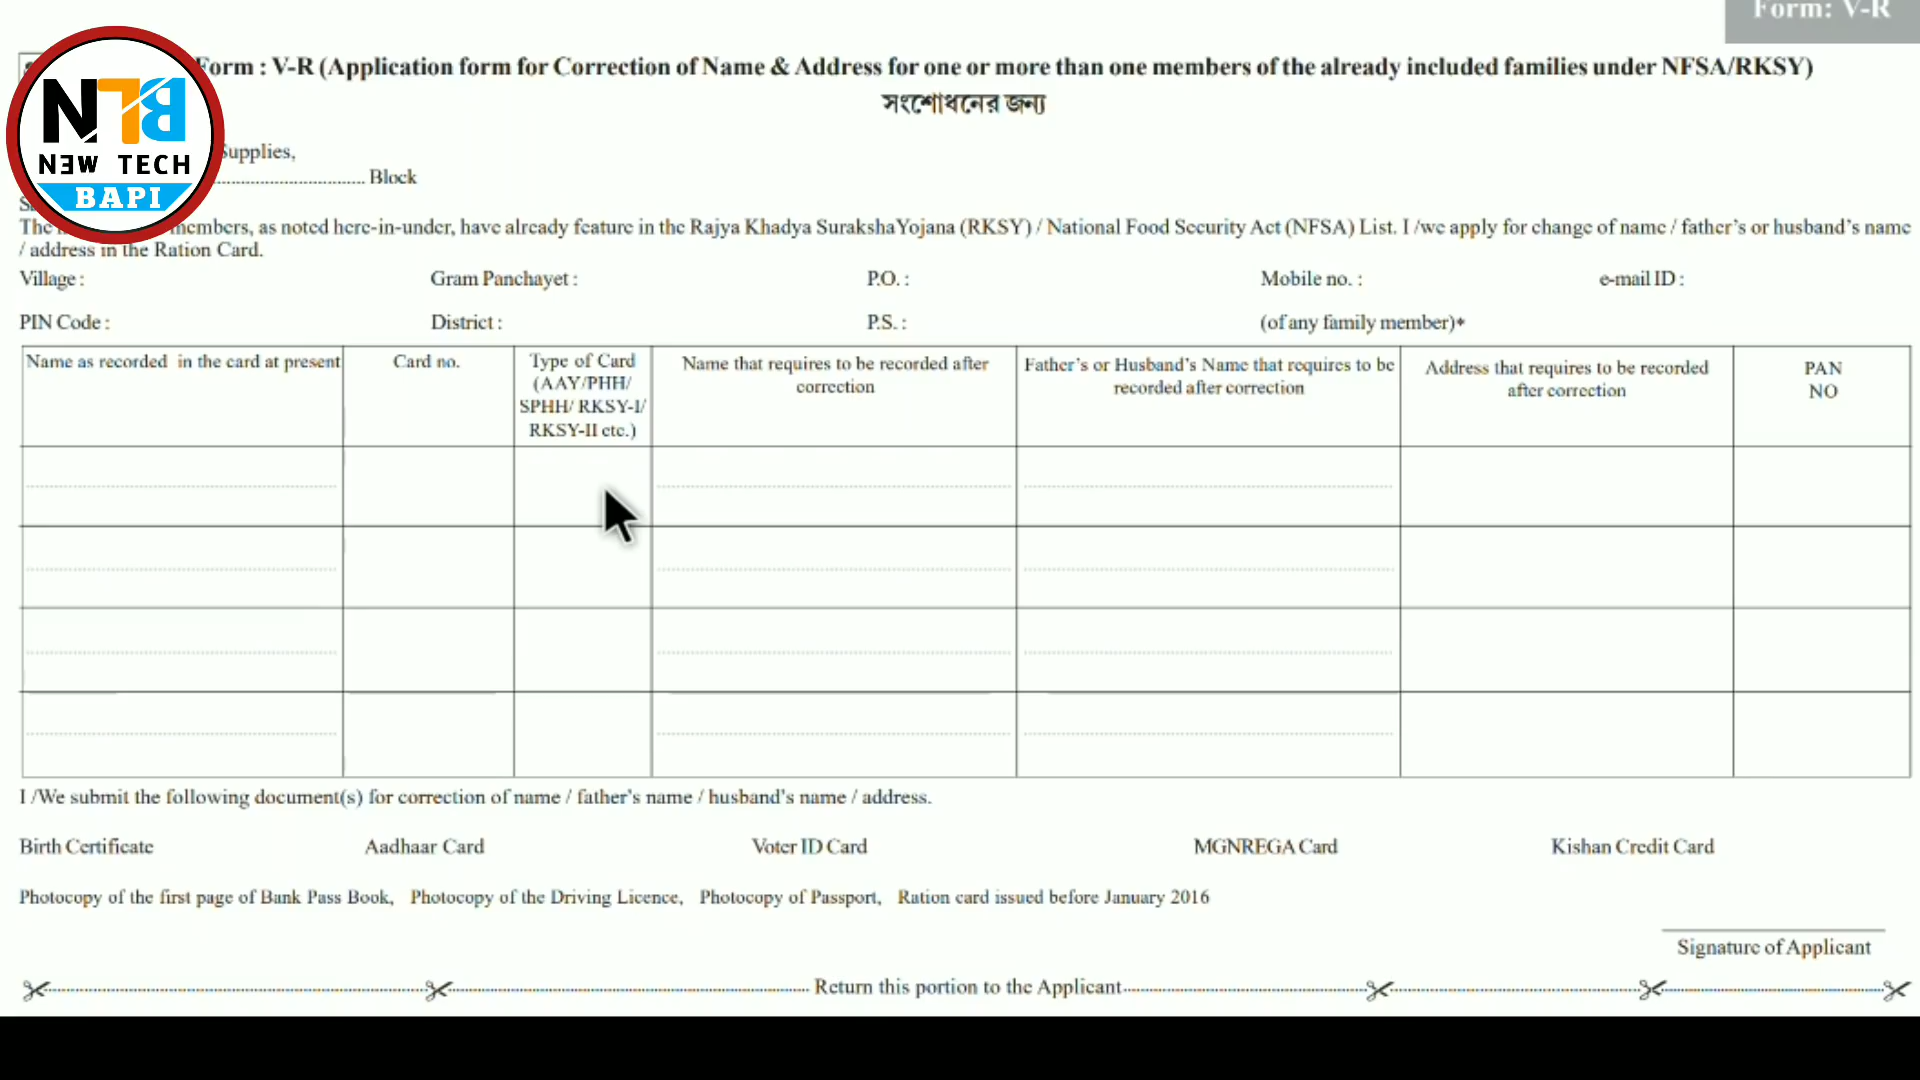 Form: V-R
Form : V-R (Application form for Correction of Name & Address for one or more than one members of the already included families under NFSA/RKSY)
সংশোধনের জন্য
NTB
NEW TECH
BAPI
Supplies,
Block
The members, as noted here-in-under, have already feature in the Rajya Khadya SurakshaYojana (RKSY) / National Food Security Act (NFSA) List. I /we apply for change of name / father's or husband's name
/ address in the Ration Card.
Village : Gram Panchayet : P.O. : Mobile no. : e-mail ID :
PIN Code : District : P.S. : (of any family member)*
Name as recorded in the card at present
Card no.
Type of Card
(AAY/PHH/
SPHH/ RKSY-I/
RKSY-II etc.)
Name that requires to be recorded after
correction
Father's or Husband's Name that requires to be
recorded after correction
Address that requires to be recorded
after correction
PAN
NO
I /We submit the following document(s) for correction of name / father's name / husband's name / address.
Birth Certificate Aadhaar Card Voter ID Card MGNREGA Card Kishan Credit Card
Photocopy of the first page of Bank Pass Book, Photocopy of the Driving Licence, Photocopy of Passport, Ration card issued before January 2016
Signature of Applicant
Return this portion to the Applicant